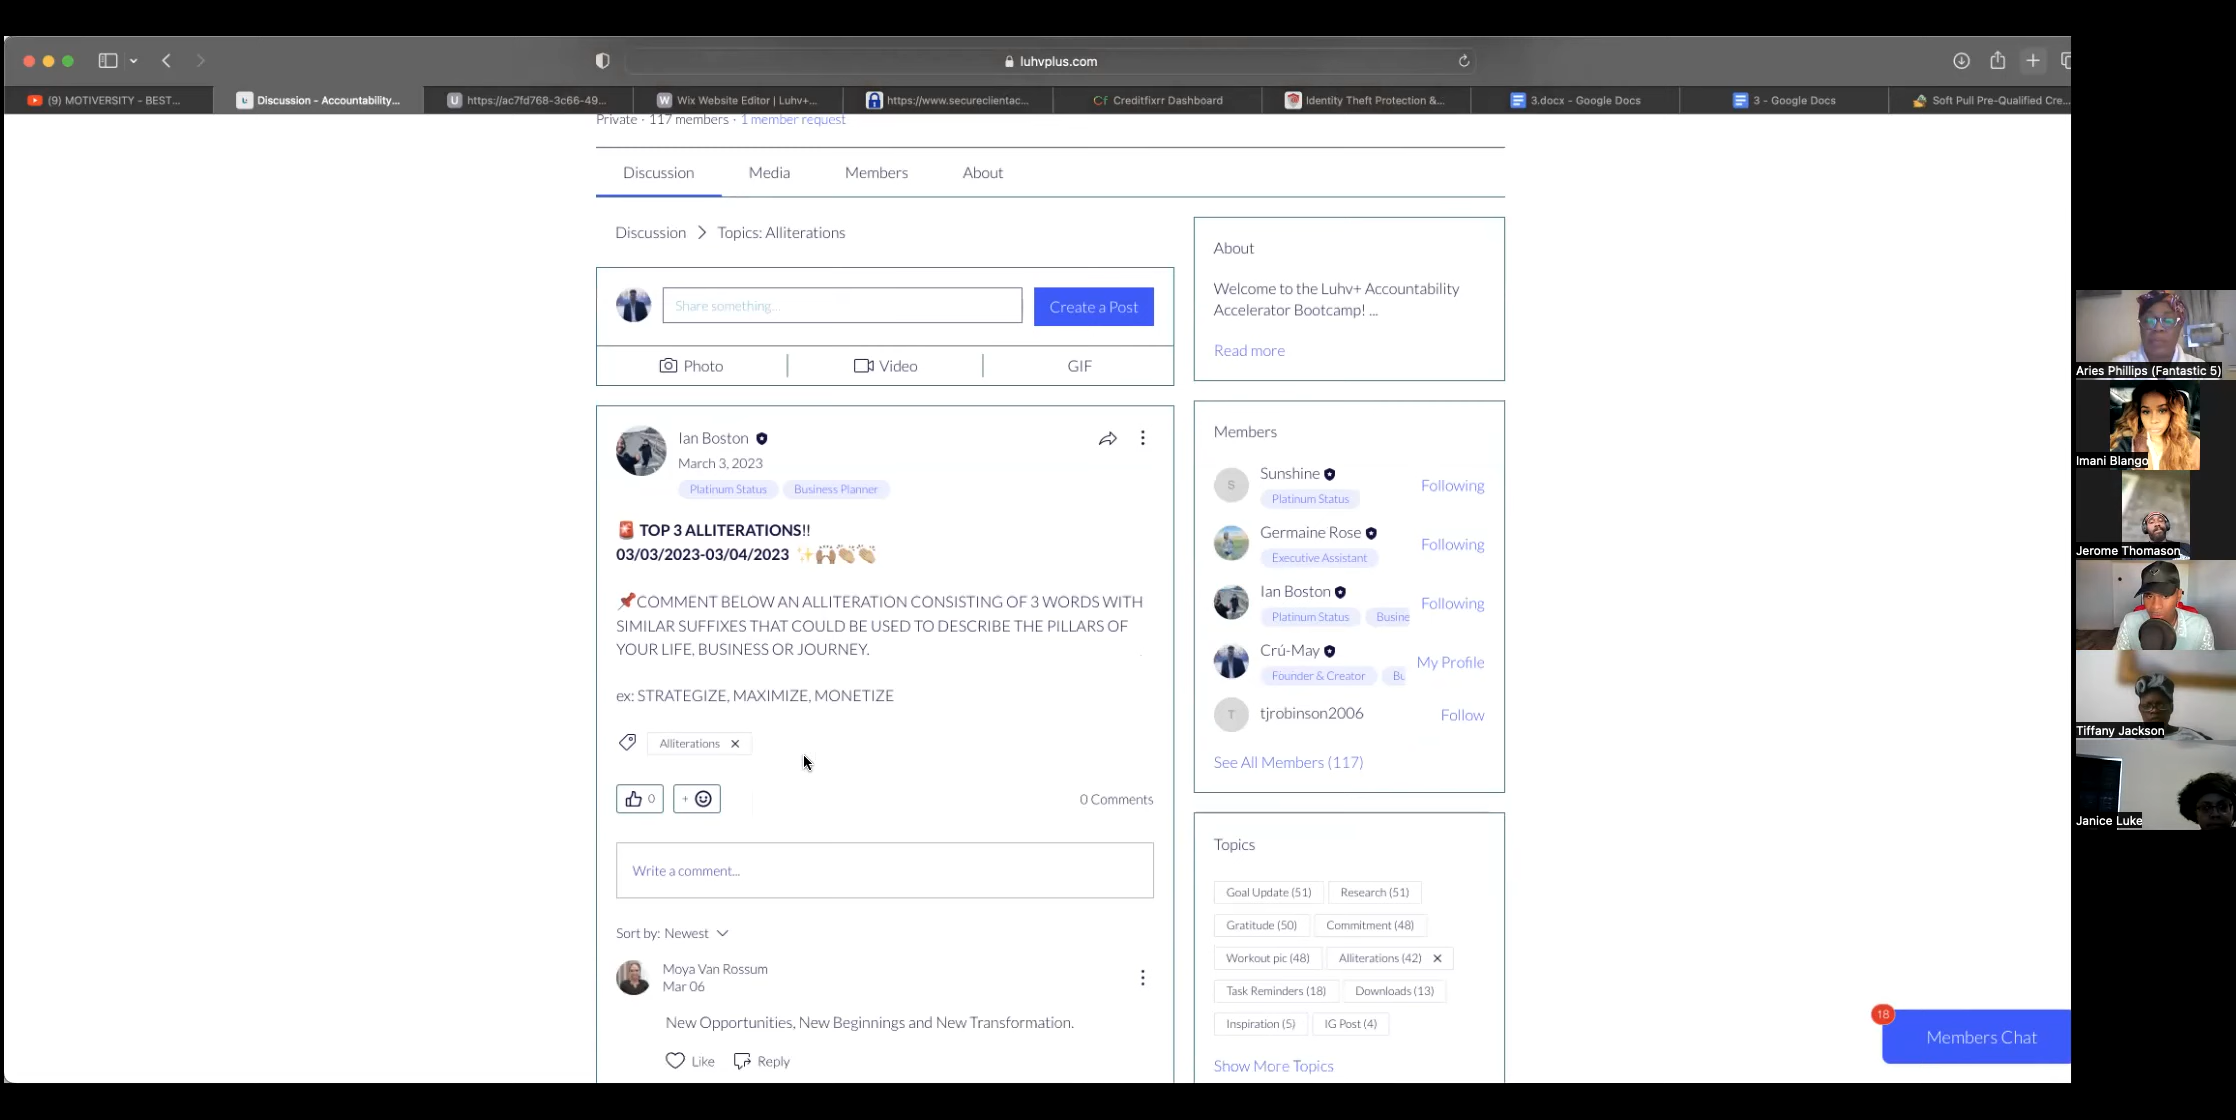 luhvplus.com
(9) MOTIVERSITY - BEST...
Discussion - Accountability...
https://ac7fd768-3c66-49...
Wix Website Editor | Luhv+...
https://www.secureclientac...
Creditfixrr Dashboard
Identity Theft Protection &...
3.docx - Google Docs
3 - Google Docs
Soft Pull Pre-Qualified Cre...
Private · 117 members · 1 member request
Discussion Media Members About
Discussion > Topics: Alliterations
Share something...
Create a Post
Photo Video GIF
Ian Boston
March 3, 2023
Platinum Status Business Planner
🚨 TOP 3 ALLITERATIONS!!
03/03/2023-03/04/2023 ✨🙌🏽👏🏽👏🏽
📌COMMENT BELOW AN ALLITERATION CONSISTING OF 3 WORDS WITH
SIMILAR SUFFIXES THAT COULD BE USED TO DESCRIBE THE PILLARS OF
YOUR LIFE, BUSINESS OR JOURNEY.
ex: STRATEGIZE, MAXIMIZE, MONETIZE
Alliterations
0
+
0 Comments
Write a comment...
Sort by: Newest
Moya Van Rossum
Mar 06
New Opportunities, New Beginnings and New Transformation.
Like Reply
About
Welcome to the Luhv+ Accountability
Accelerator Bootcamp! ...
Read more
Members
S
Sunshine
Platinum Status
Following
Germaine Rose
Executive Assistant
Following
Ian Boston
Platinum Status Busine
Following
Crú-May
Founder & Creator Bu
My Profile
T
tjrobinson2006
Follow
See All Members (117)
Topics
Goal Update (51) Research (51)
Gratitude (50) Commitment (48)
Workout pic (48) Alliterations (42)
Task Reminders (18) Downloads (13)
Inspiration (5) IG Post (4)
Show More Topics
18
Members Chat
Aries Phillips (Fantastic 5)
Imani Blango
Jerome Thomason
Tiffany Jackson
Janice Luke